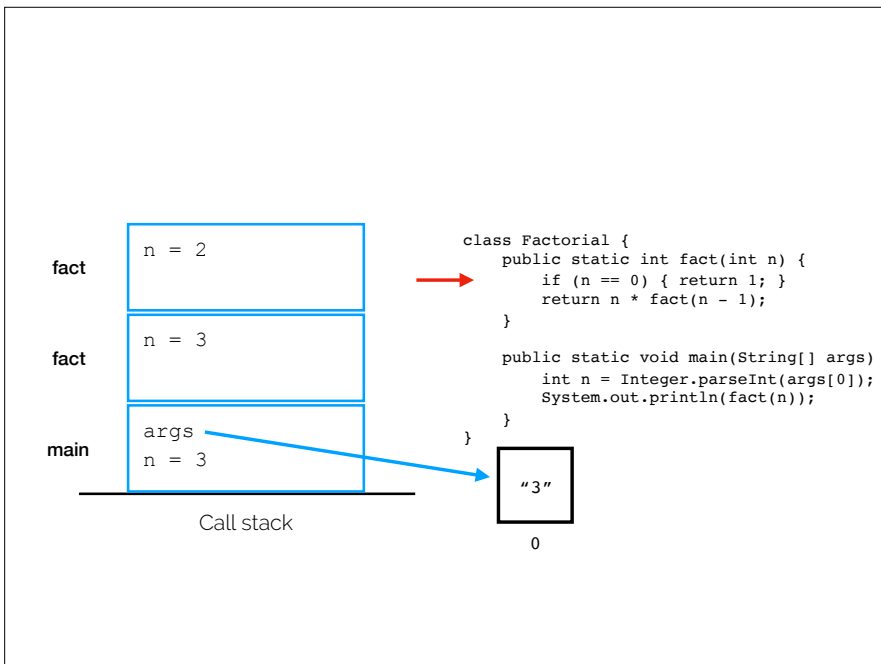 fact
n = 2
fact
n = 3
main
args
n = 3
Call stack
class Factorial {
    public static int fact(int n) {
        if (n == 0) { return 1; }
        return n * fact(n - 1);
    }
    public static void main(String[] args)
        int n = Integer.parseInt(args[0]);
        System.out.println(fact(n));
    }
}
“3”
0